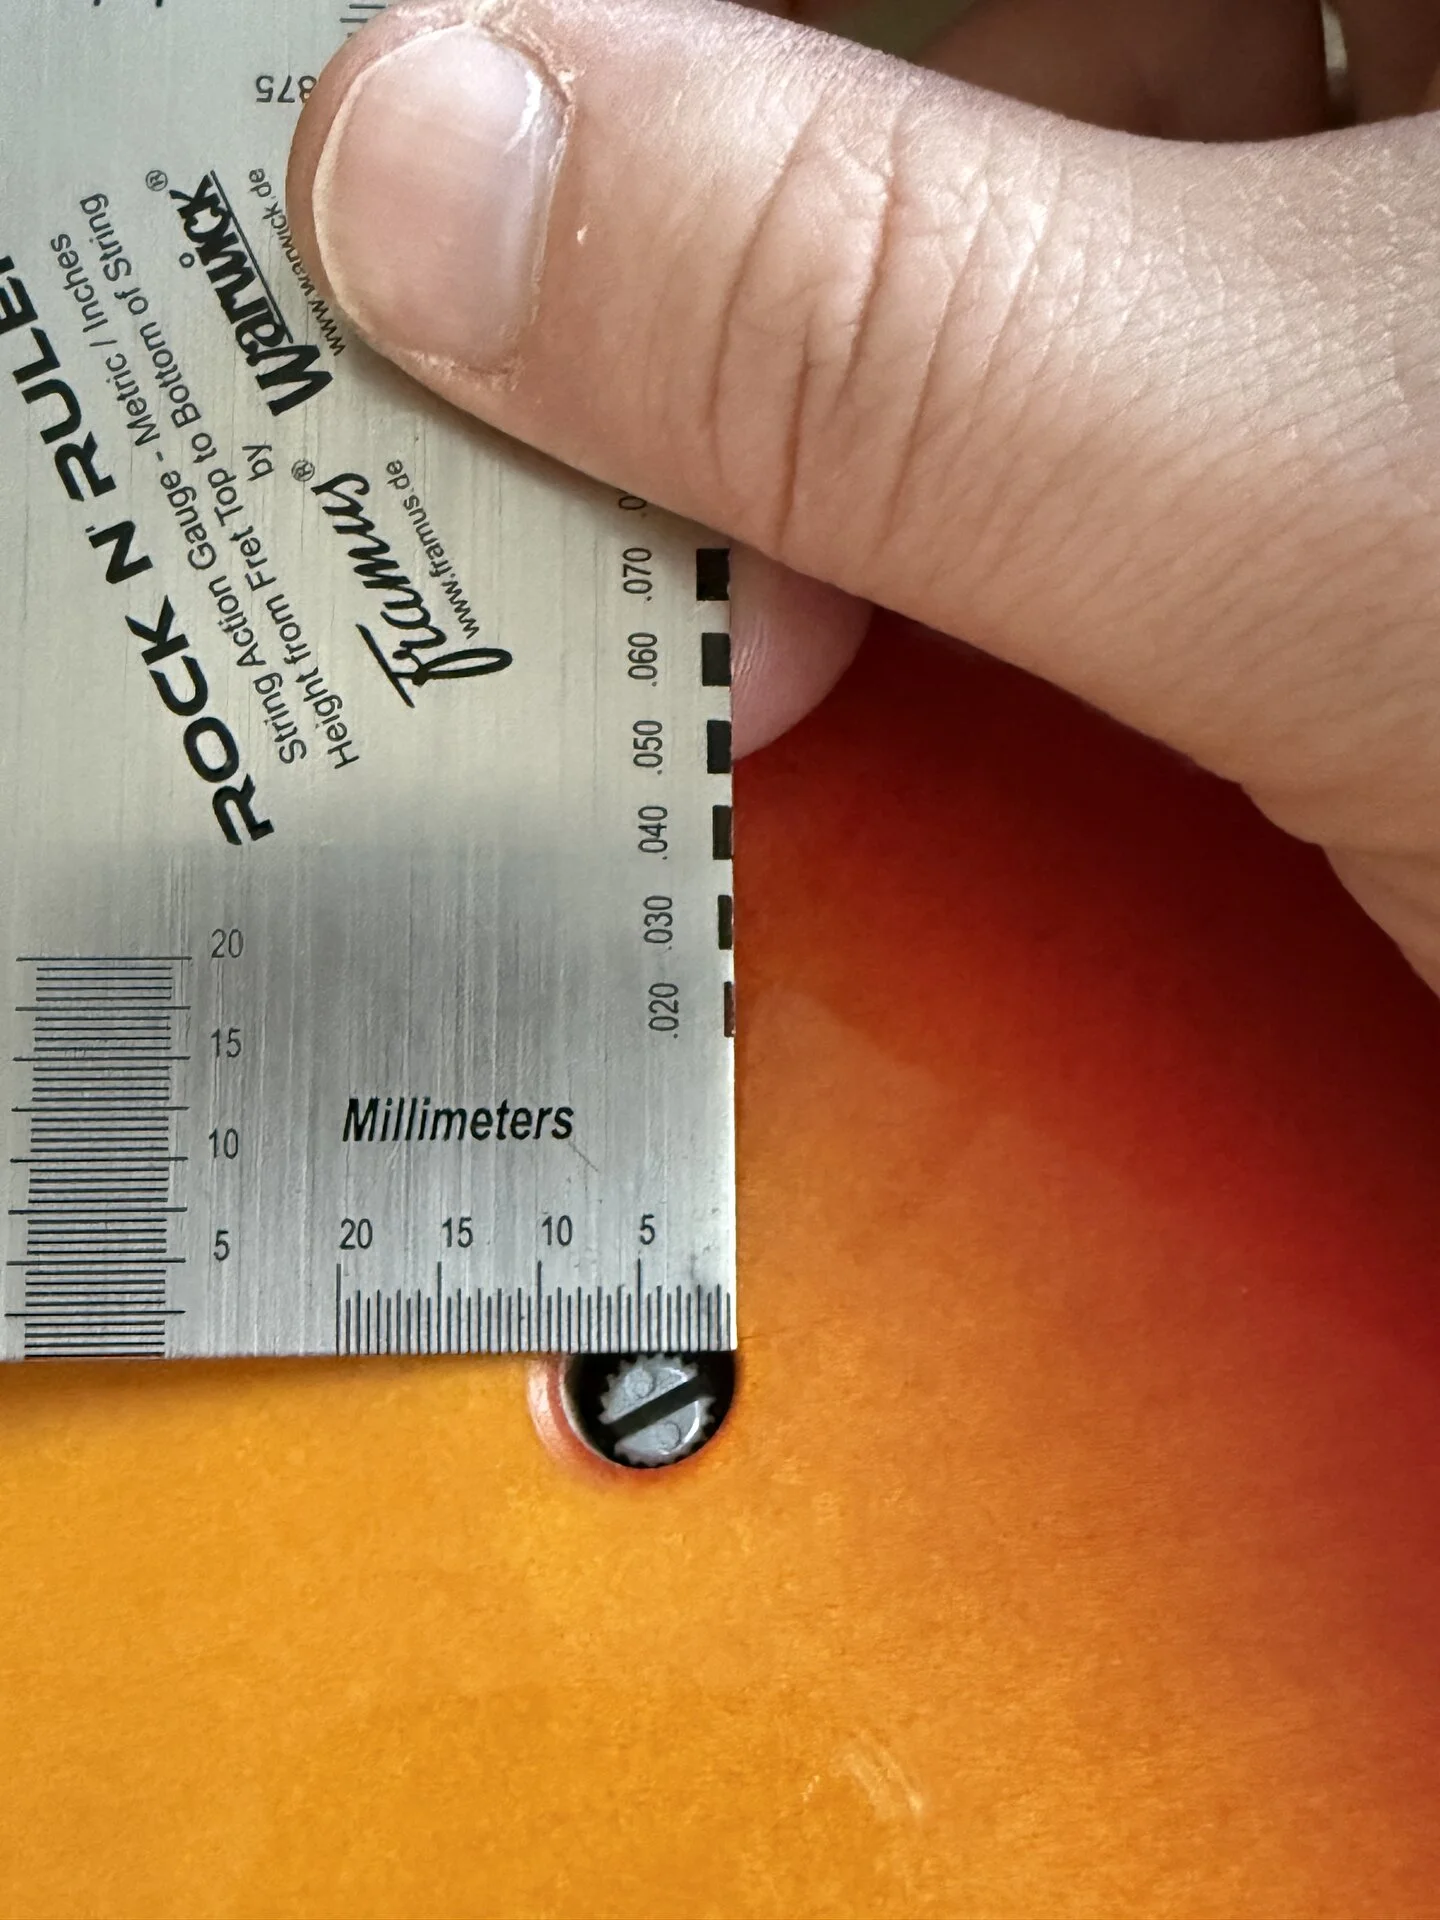 875
ROCK N' RULER
String Action Gauge - Metric / Inches
Height from Fret Top to Bottom of String
by
Warwick®
www.warwick.de
Framus®
www.framus.de
.070
.060
.050
.040
.030
.020
20
15
10
5
Millimeters
20 15 10 5